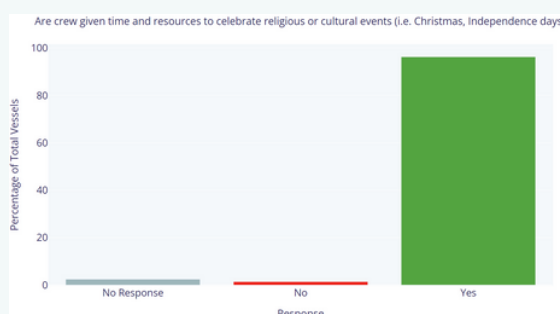 Are crew given time and resources to celebrate religious or cultural events (i.e. Christmas, Independence days
Percentage of Total Vessels
100
80
60
40
20
0
No Response
No
Yes
Response